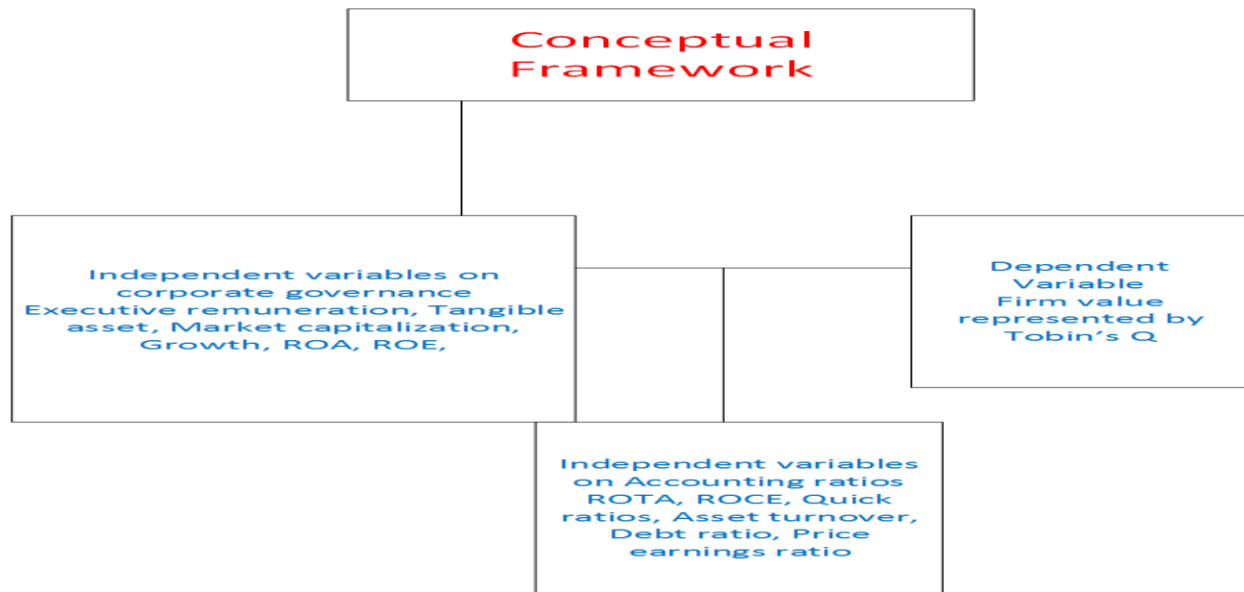 Conceptual
Framework
Independent variables on
corporate governance
Executive remuneration, Tangible
asset, Market capitalization,
Growth, ROA, ROE,
Dependent
Variable
Firm value
represented by
Tobin’s Q
Independent variables
on Accounting ratios
ROTA, ROCE, Quick
ratios, Asset turnover,
Debt ratio, Price
earnings ratio